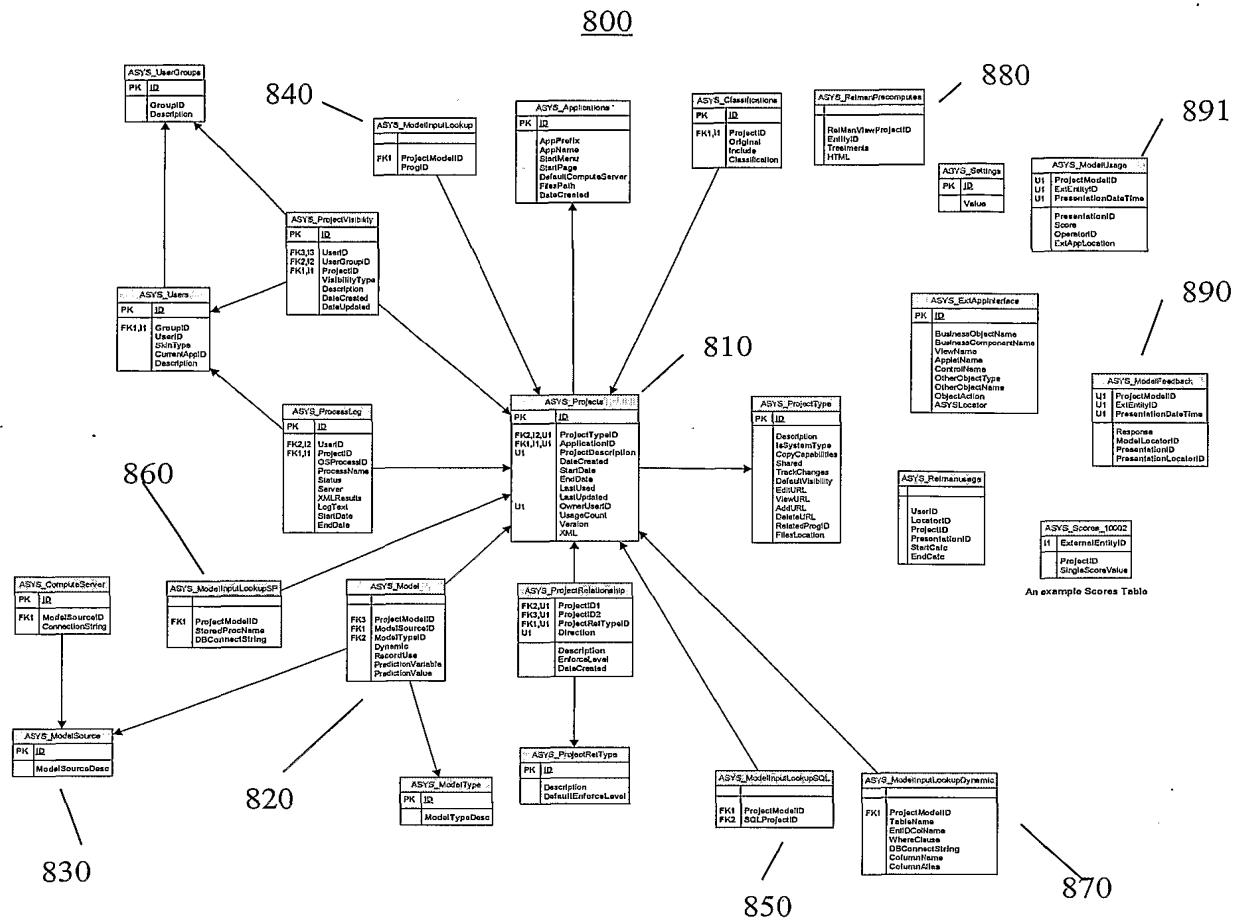 800
ASYS_UserGroups
PK ID
GroupID
Description
840
ASYS_ModelInputLookup
FK1 ProjectModelID
ProgID
ASYS_Applications
PK ID
AppPrefix
AppName
StartMenu
StartPage
DefaultComputeServer
FilesPath
DateCreated
ASYS_Classifications
PK ID
FK1,I1 ProjectID
Original
Include
Classification
ASYS_RelmanPrecomputes
RelManViewProjectID
EntityID
Treatments
HTML
880
ASYS_Settings
PK ID
Value
891
ASYS_ModelUsage
U1 ProjectModelID
U1 ExtEntityID
U1 PresentationDateTime
PresentationID
Score
OperatorID
ExtAppLocation
ASYS_ProjectVisibility
PK ID
FK3,I3 UserID
FK2,I2 UserGroupID
FK1,I1 ProjectID
VisibilityType
Description
DateCreated
DateUpdated
ASYS_Users
PK ID
FK1,I1 GroupID
UserID
SkinType
CurrentAppID
Description
ASYS_ExtAppInterface
PK ID
BusinessObjectName
BusinessComponentName
ViewName
AppletName
ControlName
OtherObjectType
OtherObjectName
ObjectAction
ASYSLocator
890
ASYS_ModelFeedback
U1 ProjectModelID
U1 ExtEntityID
U1 PresentationDateTime
Response
ModelLocatorID
PresentationID
PresentationLocatorID
810
ASYS_Projects
PK ID
FK2,I2,U1 ProjectTypeID
FK1,I1,U1 ApplicationID
U1 ProjectDescription
DateCreated
StartDate
EndDate
LastUsed
LastUpdated
U1 OwnerUserID
UsageCount
Version
XML
ASYS_ProjectType
PK ID
Description
IsSystemType
CopyCapabilities
Shared
TrackChanges
DefaultVisibility
EditURL
ViewURL
AddURL
DeleteURL
RelatedProgID
FilesLocation
ASYS_ProcessLog
PK ID
FK2,I2 UserID
FK1,I1 ProjectID
OSProcessID
ProcessName
Status
Server
XMLResults
LogText
StartDate
EndDate
860
ASYS_Relmanusage
UserID
LocatorID
ProjectID
PresentationID
StartCalc
EndCalc
ASYS_Scores_10002
I1 ExternalEntityID
ProjectID
SingleScoreValue
An example Scores Table
ASYS_ComputeServer
PK ID
FK1 ModelSourceID
ConnectionString
ASYS_ModelInputLookupSP
FK1 ProjectModelID
StoredProcName
DBConnectString
ASYS_Model
FK3 ProjectModelID
FK1 ModelSourceID
FK2 ModelTypeID
Dynamic
RecordUse
PredictionVariable
PredictionValue
ASYS_ProjectRelationship
FK2,U1 ProjectID1
FK3,U1 ProjectID2
FK1,U1 ProjectRelTypeID
U1 Direction
Description
EnforceLevel
DateCreated
ASYS_ModelSource
PK ID
ModelSourceDesc
830
820
ASYS_ModelType
PK ID
ModelTypeDesc
ASYS_ProjectRelType
PK ID
Description
DefaultEnforceLevel
ASYS_ModelInputLookupSQL
FK1 ProjectModelID
FK2 SQLProjectID
850
ASYS_ModelInputLookupDynamic
FK1 ProjectModelID
TableName
EntIDColName
WhereClause
DBConnectString
ColumnName
ColumnAlias
870